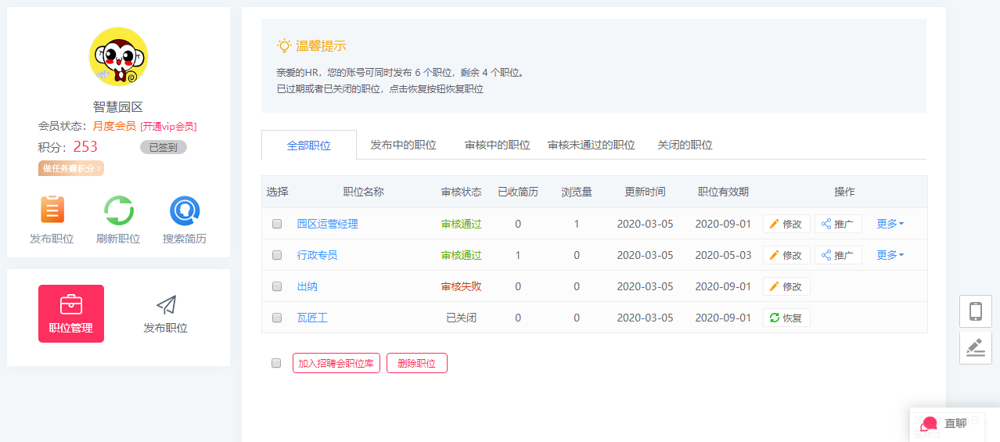 智慧园区
会员状态：月度会员 [开通vip会员]
积分：253 已签到
做任务赚积分 >
发布职位 刷新职位 搜索简历
职位管理 发布职位
温馨提示
亲爱的HR，您的账号可同时发布 6 个职位，剩余 4 个职位。
已过期或者已关闭的职位，点击恢复按钮恢复职位
全部职位 发布中的职位 审核中的职位 审核未通过的职位 关闭的职位
选择 职位名称 审核状态 已收简历 浏览量 更新时间 职位有效期 操作
园区运营经理 审核通过 0 1 2020-03-05 2020-09-01 修改 推广 更多
行政专员 审核通过 1 0 2020-03-05 2020-05-03 修改 推广 更多
出纳 审核失败 0 0 2020-03-05 2020-09-01 修改
瓦匠工 已关闭 0 0 2020-03-05 2020-09-01 恢复
加入招聘会职位库 删除职位
直聊